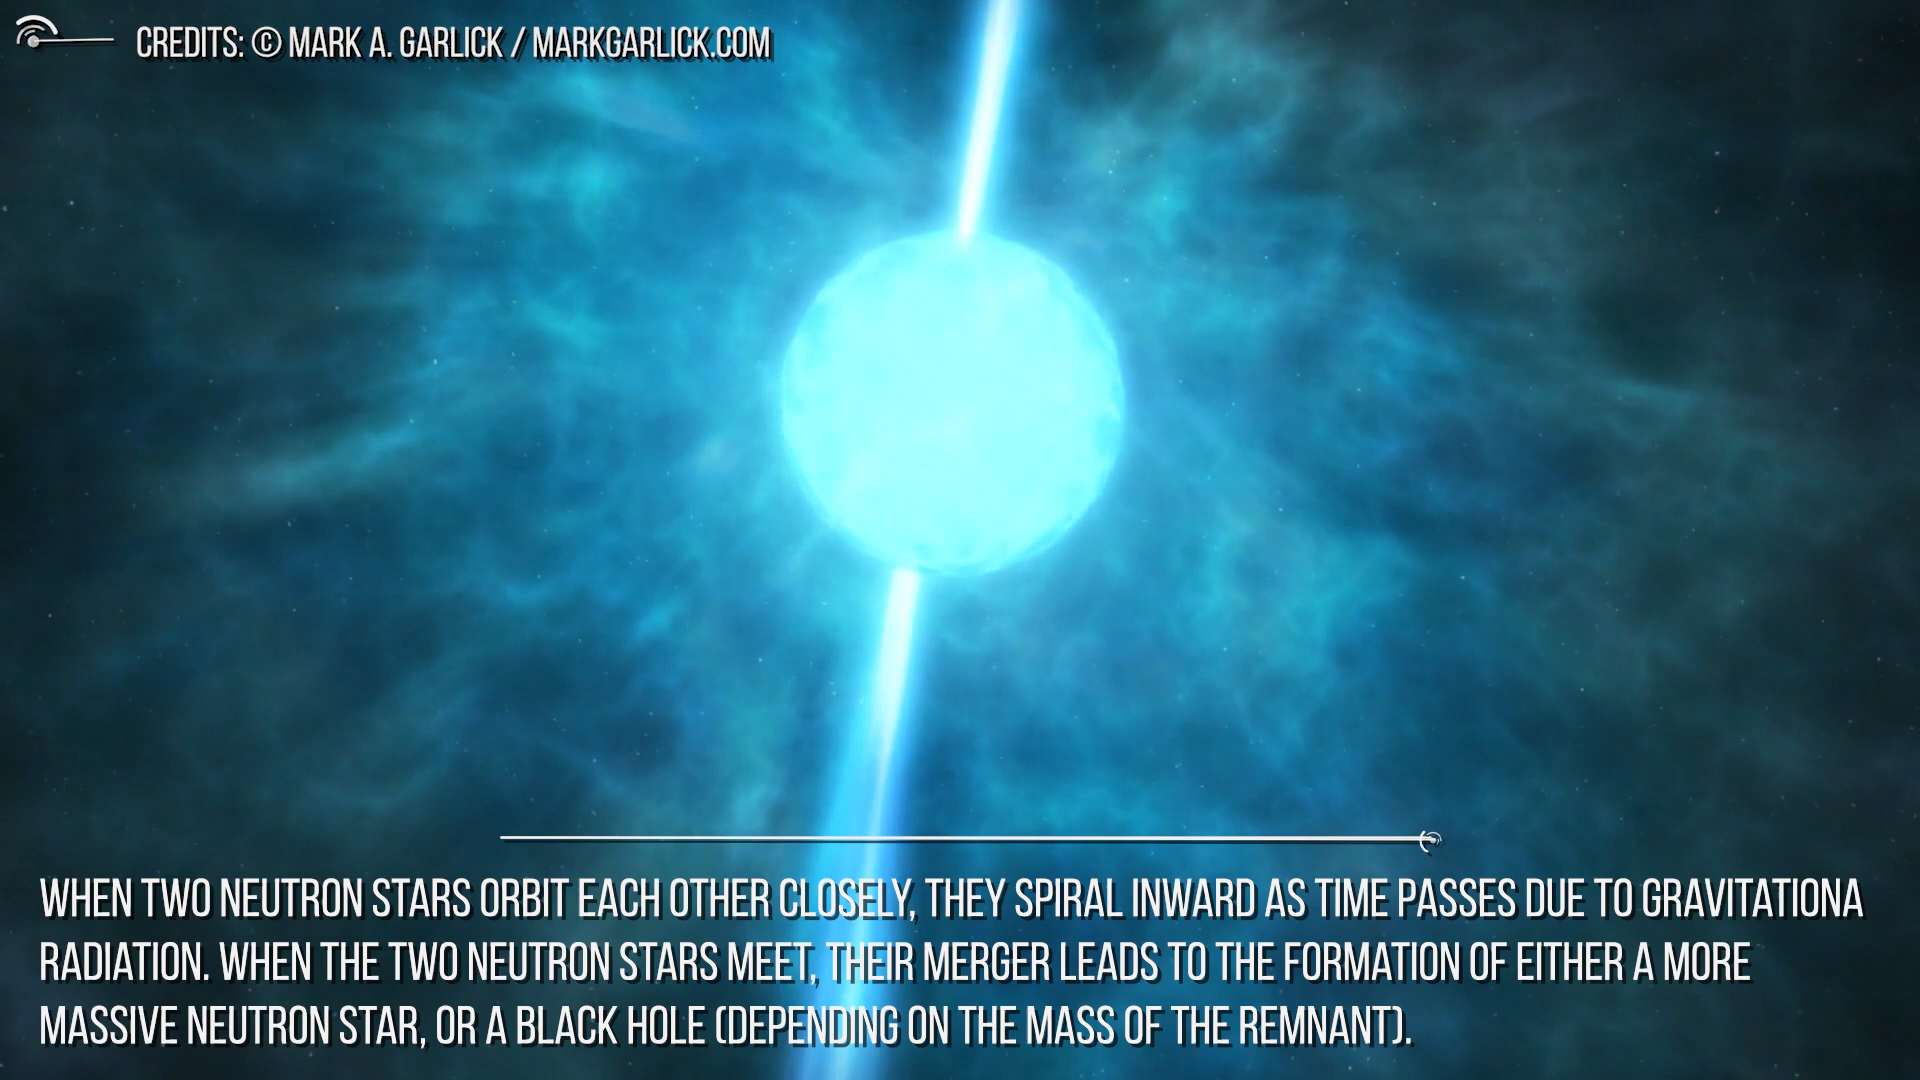 CREDITS: © MARK A. GARLICK / MARKGARLICK.COM
WHEN TWO NEUTRON STARS ORBIT EACH OTHER CLOSELY, THEY SPIRAL INWARD AS TIME PASSES DUE TO GRAVITATIONA
RADIATION. WHEN THE TWO NEUTRON STARS MEET, THEIR MERGER LEADS TO THE FORMATION OF EITHER A MORE
MASSIVE NEUTRON STAR, OR A BLACK HOLE (DEPENDING ON THE MASS OF THE REMNANT).